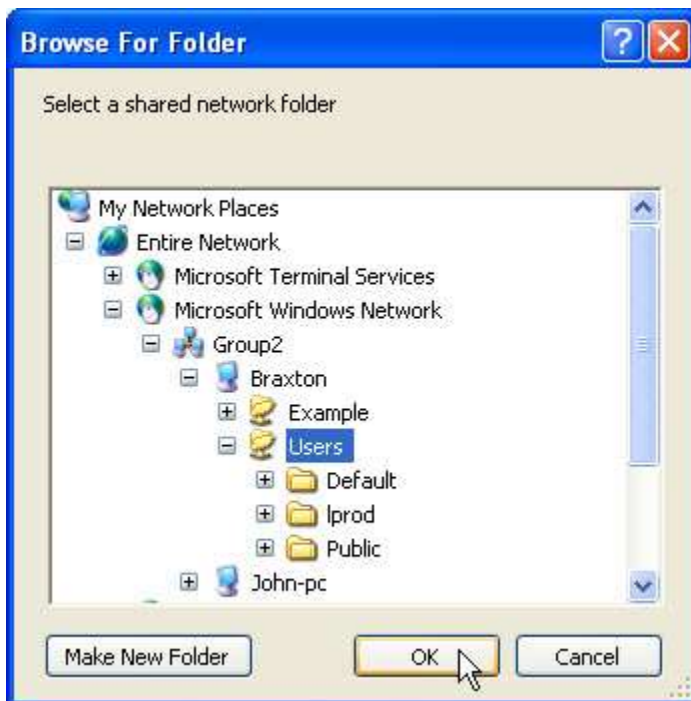 Browse For Folder
Select a shared network folder
My Network Places
Entire Network
Microsoft Terminal Services
Microsoft Windows Network
Group2
Braxton
Example
Users
Default
lprod
Public
John-pc
Make New Folder
OK
Cancel